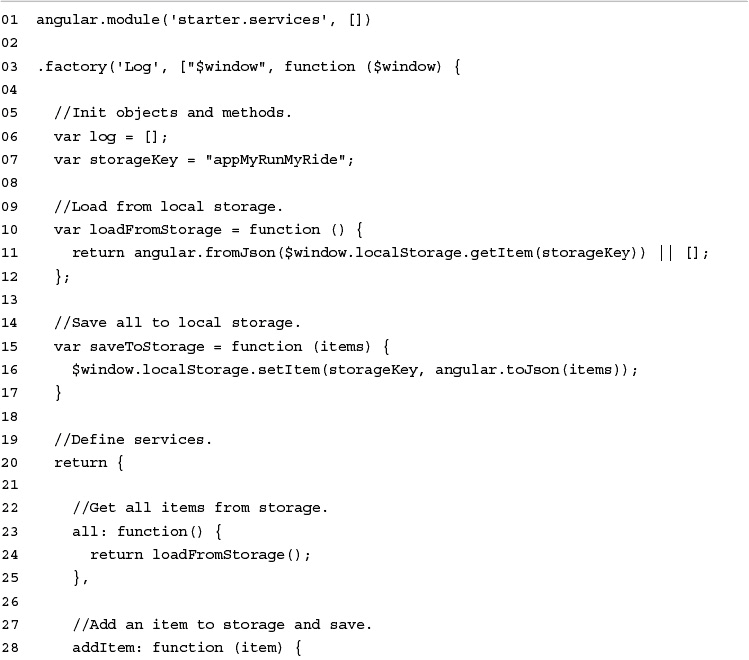 01 angular.module('starter.services', [])
02
03 .factory('Log', ["$window", function ($window) {
04
05   //Init objects and methods.
06   var log = [];
07   var storageKey = "appMyRunMyRide";
08
09   //Load from local storage.
10   var loadFromStorage = function () {
11     return angular.fromJson($window.localStorage.getItem(storageKey)) || [];
12   };
13
14   //Save all to local storage.
15   var saveToStorage = function (items) {
16     $window.localStorage.setItem(storageKey, angular.toJson(items));
17   }
18
19   //Define services.
20   return {
21
22     //Get all items from storage.
23     all: function() {
24       return loadFromStorage();
25     },
26
27     //Add an item to storage and save.
28     addItem: function (item) {